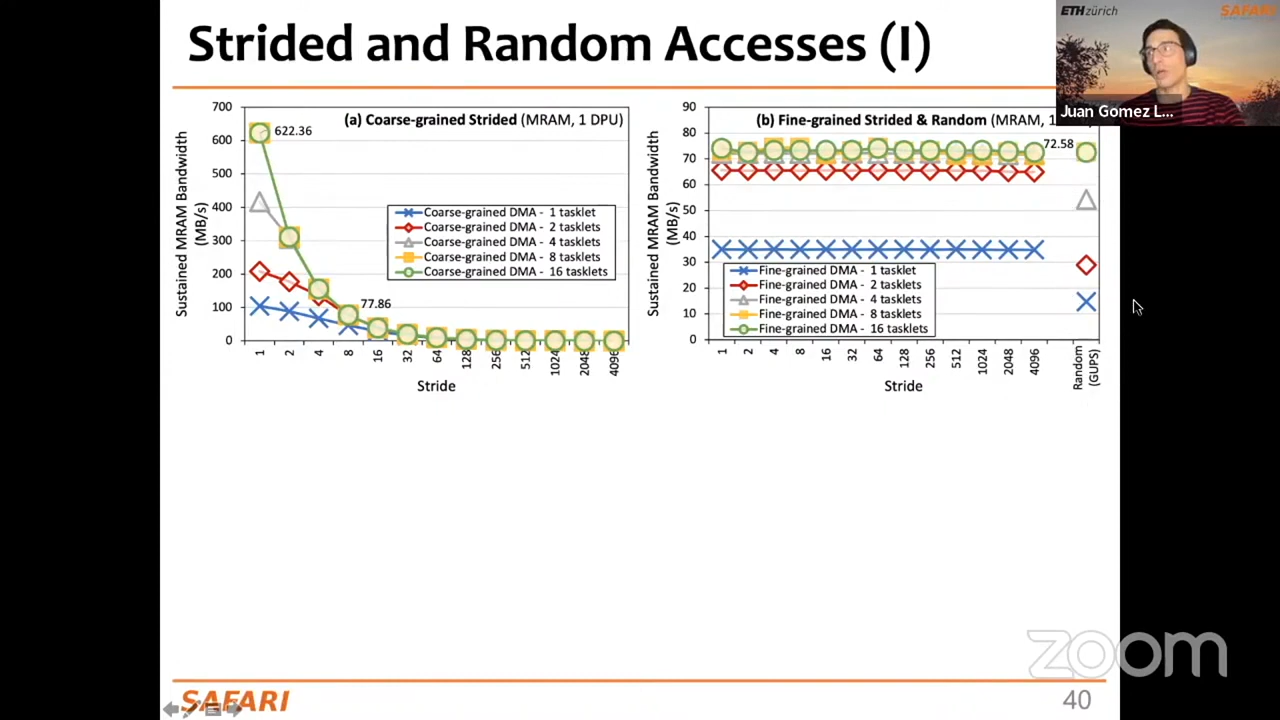 Strided and Random Accesses (I)
ETH zürich
SAFARI
Juan Gomez L...
700
600
500
400
300
200
100
0
Sustained MRAM Bandwidth
(MB/s)
(a) Coarse-grained Strided (MRAM, 1 DPU)
622.36
77.86
Coarse-grained DMA - 1 tasklet
Coarse-grained DMA - 2 tasklets
Coarse-grained DMA - 4 tasklets
Coarse-grained DMA - 8 tasklets
Coarse-grained DMA - 16 tasklets
1 2 4 8 16 32 64 128 256 512 1024 2048 4096
Stride
90
80
70
60
50
40
30
20
10
0
Sustained MRAM Bandwidth
(MB/s)
(b) Fine-grained Strided & Random (MRAM, 1
72.58
Fine-grained DMA - 1 tasklet
Fine-grained DMA - 2 tasklets
Fine-grained DMA - 4 tasklets
Fine-grained DMA - 8 tasklets
Fine-grained DMA - 16 tasklets
1 2 4 8 16 32 64 128 256 512 1024 2048 4096
Random
(GUPS)
Stride
zoom
SAFARI
40